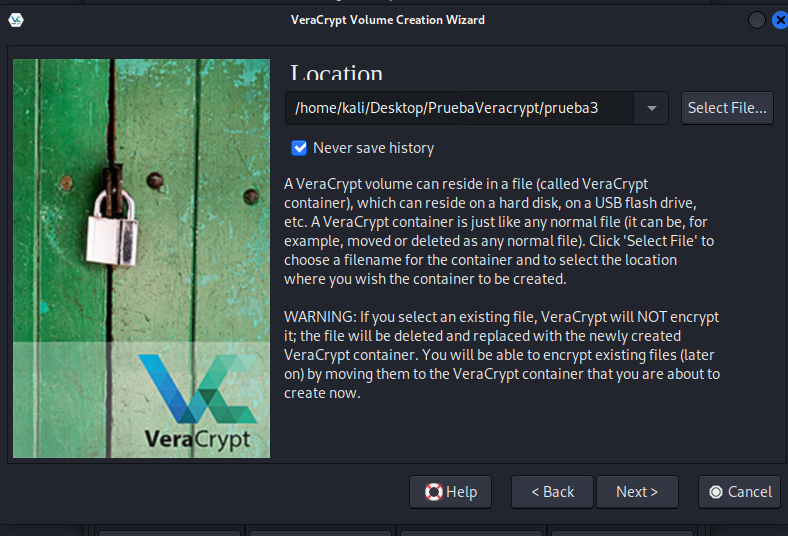 VeraCrypt Volume Creation Wizard
Location
/home/kali/Desktop/PruebaVeracrypt/prueba3
Select File...
Never save history
A VeraCrypt volume can reside in a file (called VeraCrypt
container), which can reside on a hard disk, on a USB flash drive,
etc. A VeraCrypt container is just like any normal file (it can be, for
example, moved or deleted as any normal file). Click 'Select File' to
choose a filename for the container and to select the location
where you wish the container to be created.
WARNING: If you select an existing file, VeraCrypt will NOT encrypt
it; the file will be deleted and replaced with the newly created
VeraCrypt container. You will be able to encrypt existing files (later
on) by moving them to the VeraCrypt container that you are about to
create now.
VeraCrypt
Help
< Back
Next >
Cancel